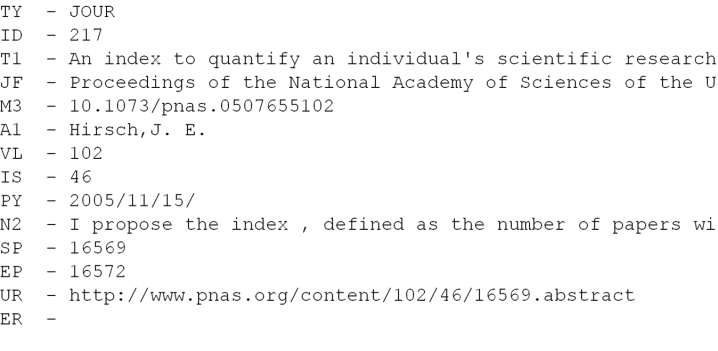 TY  - JOUR
ID  - 217
T1  - An index to quantify an individual's scientific research
JF  - Proceedings of the National Academy of Sciences of the U
M3  - 10.1073/pnas.0507655102
A1  - Hirsch,J. E.
VL  - 102
IS  - 46
PY  - 2005/11/15/
N2  - I propose the index , defined as the number of papers wi
SP  - 16569
EP  - 16572
UR  - http://www.pnas.org/content/102/46/16569.abstract
ER  -